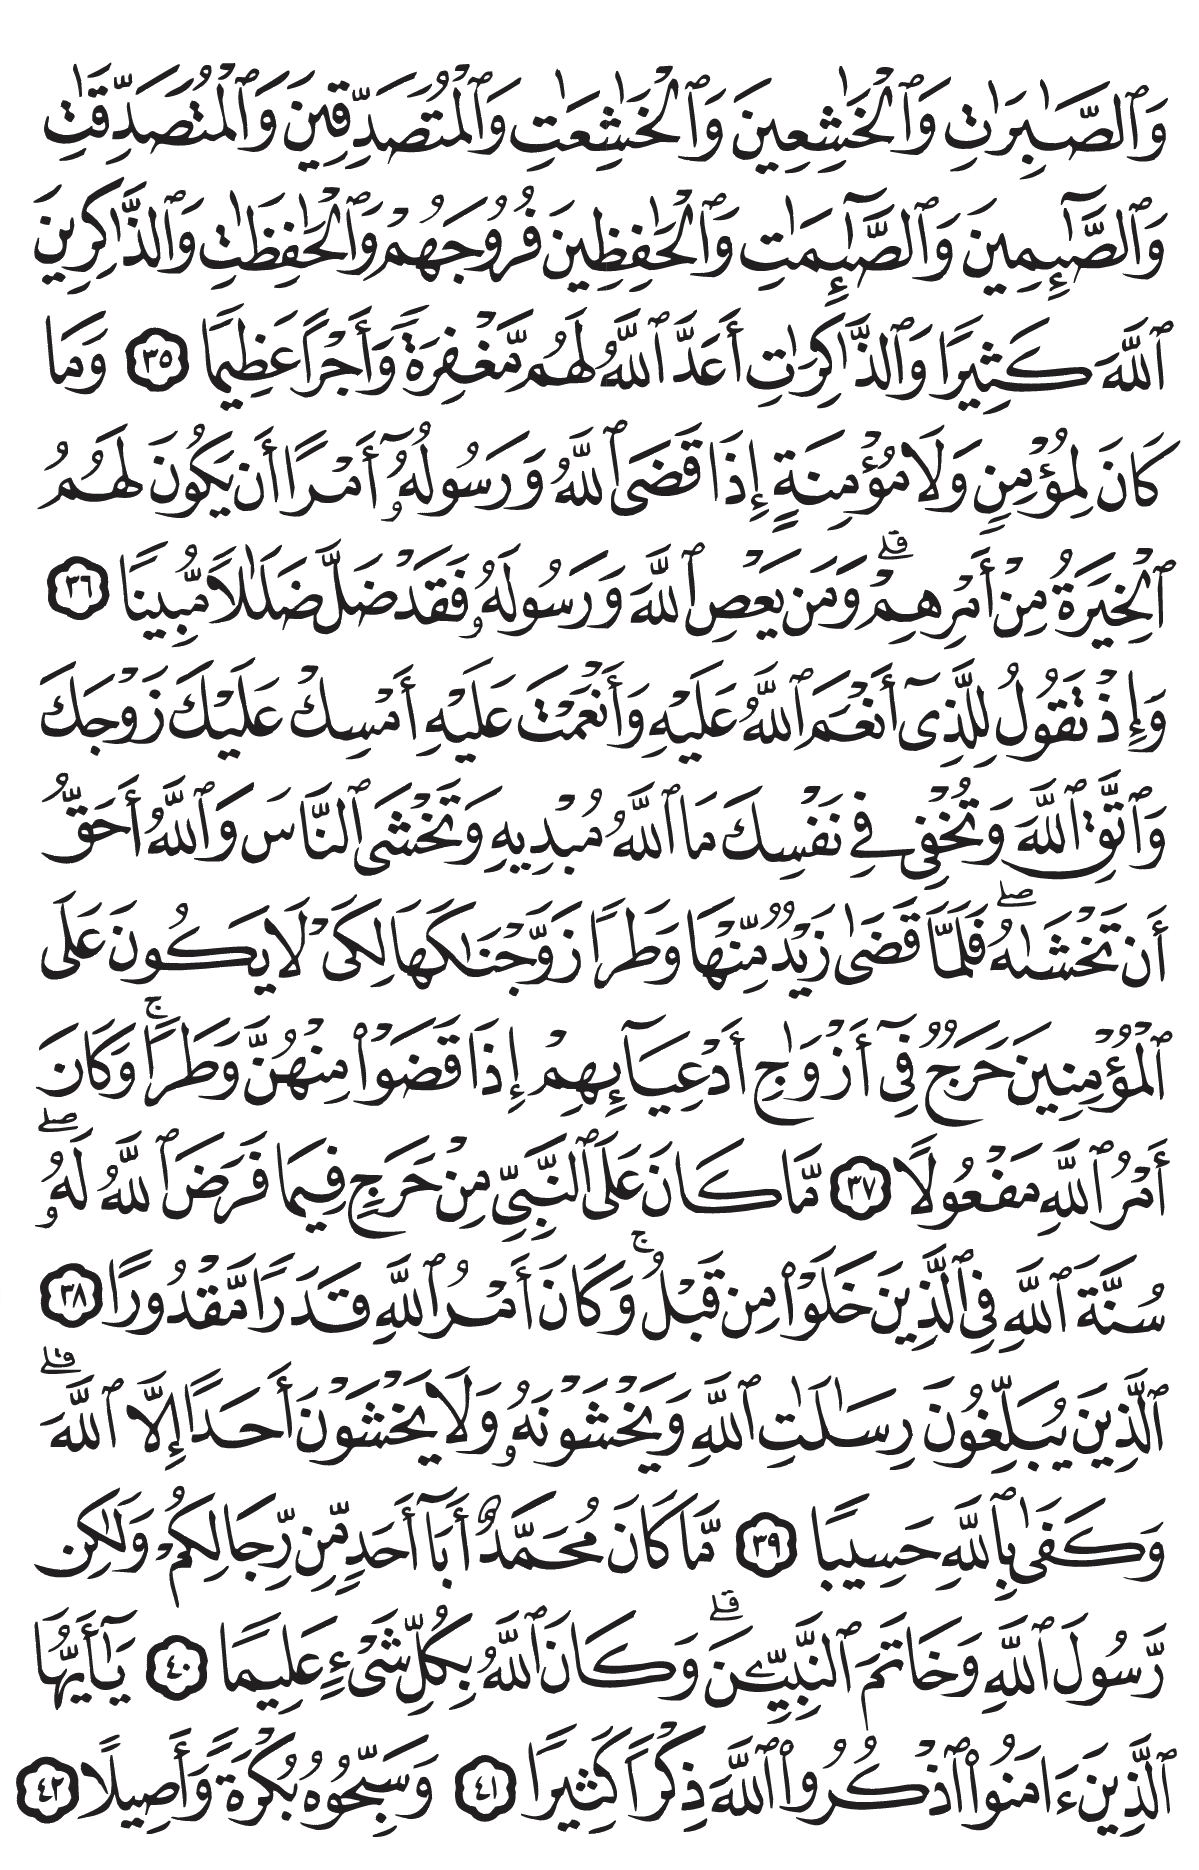 وَٱلصَّٰبِرَٰتِ وَٱلْخَٰشِعِينَ وَٱلْخَٰشِعَٰتِ وَٱلْمُتَصَدِّقِينَ وَٱلْمُتَصَدِّقَٰتِ
وَٱلصَّٰٓئِمِينَ وَٱلصَّٰٓئِمَٰتِ وَٱلْحَٰفِظِينَ فُرُوجَهُمْ وَٱلْحَٰفِظَٰتِ وَٱلذَّٰكِرِينَ
ٱللَّهَ كَثِيرًا وَٱلذَّٰكِرَٰتِ أَعَدَّ ٱللَّهُ لَهُم مَّغْفِرَةً وَأَجْرًا عَظِيمًا ٣٥ وَمَا
كَانَ لِمُؤْمِنٍ وَلَا مُؤْمِنَةٍ إِذَا قَضَى ٱللَّهُ وَرَسُولُهُۥٓ أَمْرًا أَن يَكُونَ لَهُمُ
ٱلْخِيَرَةُ مِنْ أَمْرِهِمْ ۗ وَمَن يَعْصِ ٱللَّهَ وَرَسُولَهُۥ فَقَدْ ضَلَّ ضَلَٰلًا مُّبِينًا ٣٦
وَإِذْ تَقُولُ لِلَّذِىٓ أَنْعَمَ ٱللَّهُ عَلَيْهِ وَأَنْعَمْتَ عَلَيْهِ أَمْسِكْ عَلَيْكَ زَوْجَكَ
وَٱتَّقِ ٱللَّهَ وَتُخْفِى فِى نَفْسِكَ مَا ٱللَّهُ مُبْدِيهِ وَتَخْشَى ٱلنَّاسَ وَٱللَّهُ أَحَقُّ
أَن تَخْشَىٰهُ ۖ فَلَمَّا قَضَىٰ زَيْدٌ مِّنْهَا وَطَرًا زَوَّجْنَٰكَهَا لِكَىْ لَا يَكُونَ عَلَى
ٱلْمُؤْمِنِينَ حَرَجٌ فِىٓ أَزْوَٰجِ أَدْعِيَآئِهِمْ إِذَا قَضَوْا۟ مِنْهُنَّ وَطَرًا ۚ وَكَانَ
أَمْرُ ٱللَّهِ مَفْعُولًا ٣٧ مَّا كَانَ عَلَى ٱلنَّبِىِّ مِنْ حَرَجٍ فِيمَا فَرَضَ ٱللَّهُ لَهُۥ ۖ
سُنَّةَ ٱللَّهِ فِى ٱلَّذِينَ خَلَوْا۟ مِن قَبْلُ ۚ وَكَانَ أَمْرُ ٱللَّهِ قَدَرًا مَّقْدُورًا ٣٨
ٱلَّذِينَ يُبَلِّغُونَ رِسَٰلَٰتِ ٱللَّهِ وَيَخْشَوْنَهُۥ وَلَا يَخْشَوْنَ أَحَدًا إِلَّا ٱللَّهَ ۗ
وَكَفَىٰ بِٱللَّهِ حَسِيبًا ٣٩ مَّا كَانَ مُحَمَّدٌ أَبَآ أَحَدٍ مِّن رِّجَالِكُمْ وَلَٰكِن
رَّسُولَ ٱللَّهِ وَخَاتَمَ ٱلنَّبِيِّۦنَ ۗ وَكَانَ ٱللَّهُ بِكُلِّ شَىْءٍ عَلِيمًا ٤٠ يَٰٓأَيُّهَا
ٱلَّذِينَ ءَامَنُوا۟ ٱذْكُرُوا۟ ٱللَّهَ ذِكْرًا كَثِيرًا ٤١ وَسَبِّحُوهُ بُكْرَةً وَأَصِيلًا ٤٢